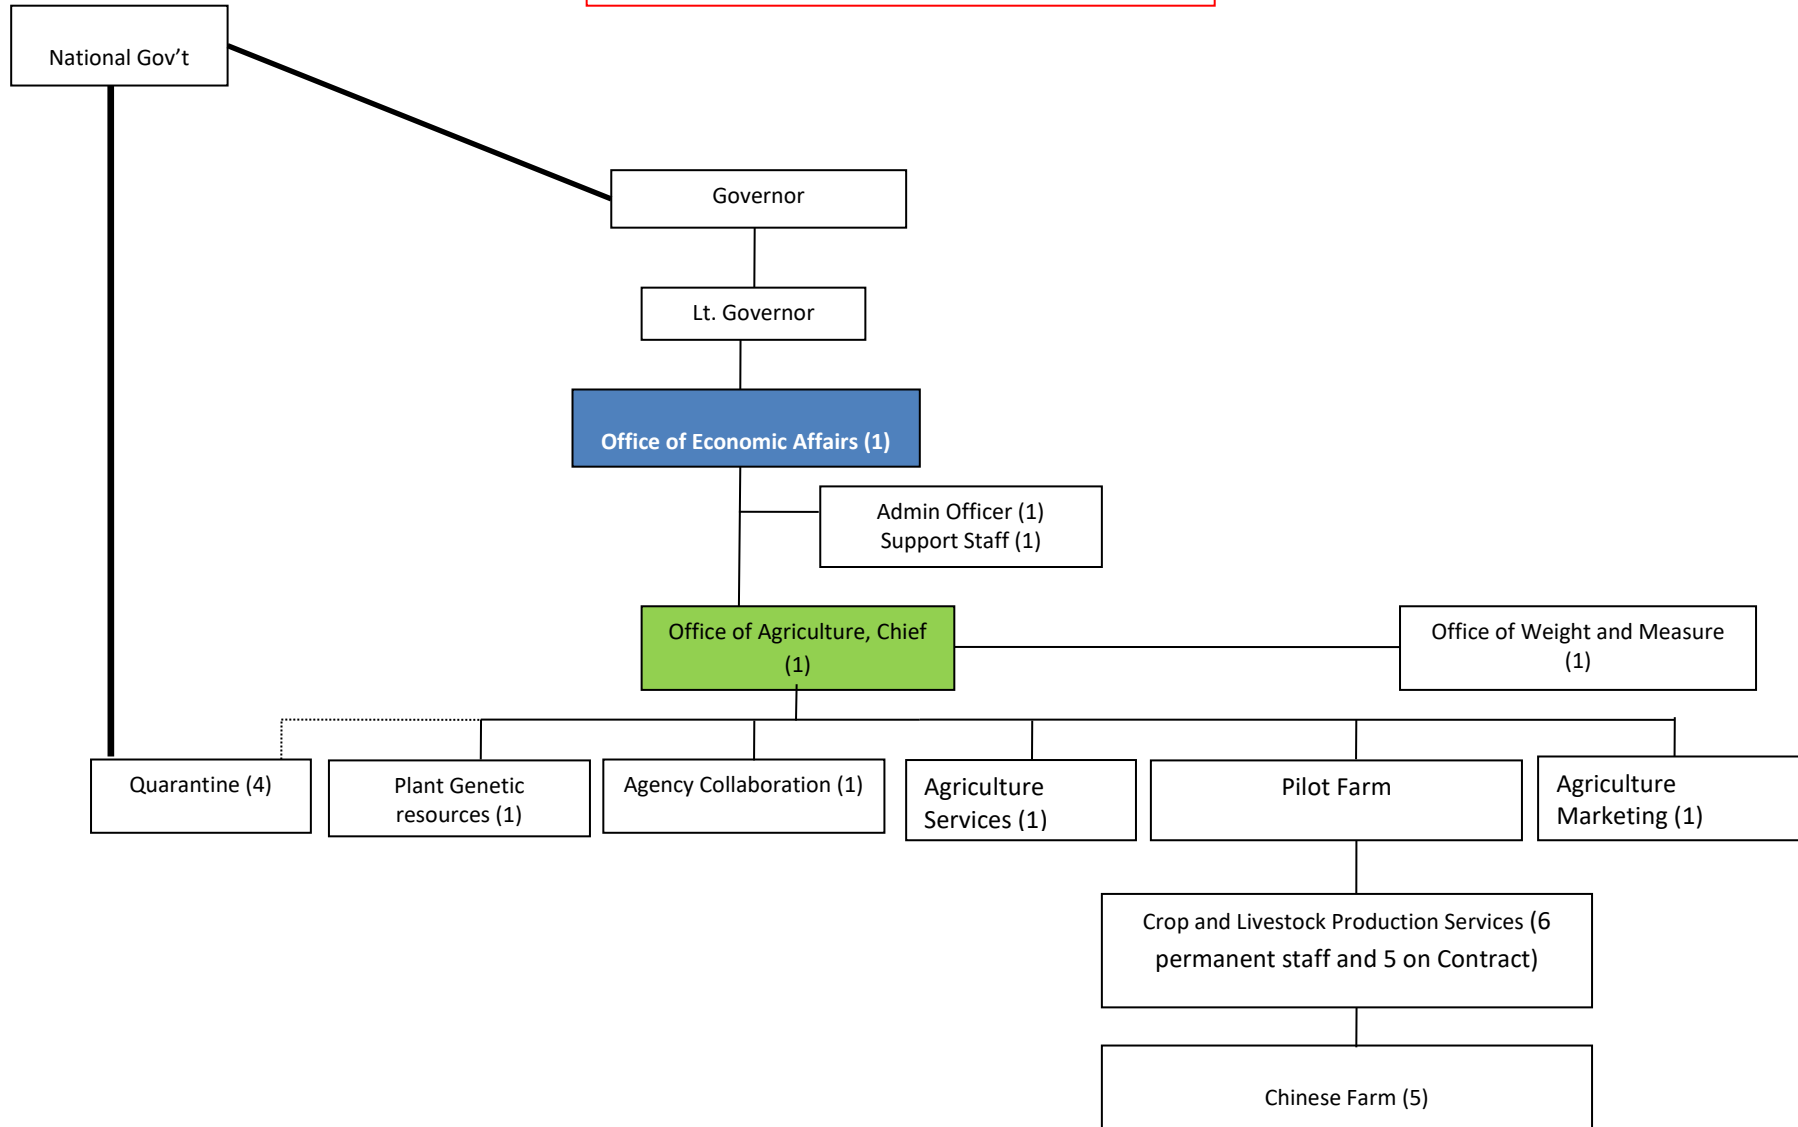 National Gov’t
Governor
Lt. Governor
Office of Economic Affairs (1)
Admin Officer (1)
Support Staff (1)
Office of Agriculture, Chief
(1)
Office of Weight and Measure
(1)
Quarantine (4)
Plant Genetic
resources (1)
Agency Collaboration (1)
Agriculture
Services (1)
Pilot Farm
Agriculture
Marketing (1)
Crop and Livestock Production Services (6
permanent staff and 5 on Contract)
Chinese Farm (5)